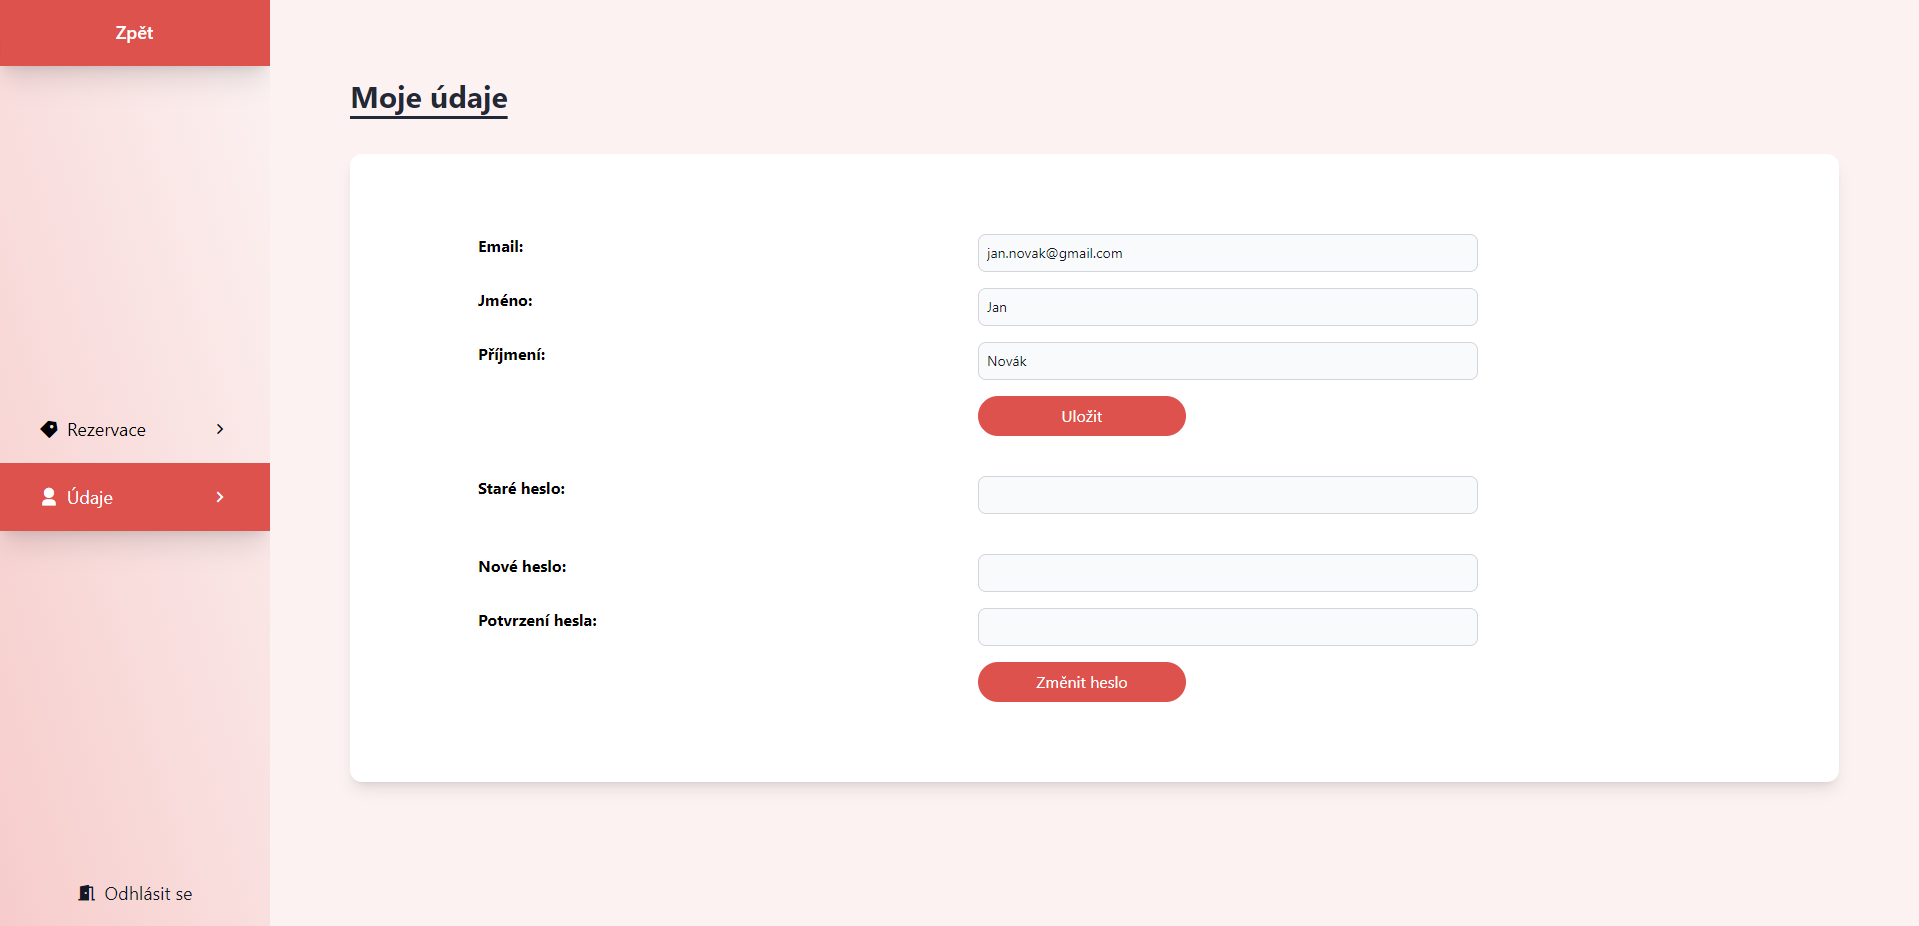 Zpět
Rezervace
Údaje
Odhlásit se
Moje údaje
Email:
jan.novak@gmail.com
Jméno:
Jan
Příjmení:
Novák
Uložit
Staré heslo:
Nové heslo:
Potvrzení hesla:
Změnit heslo